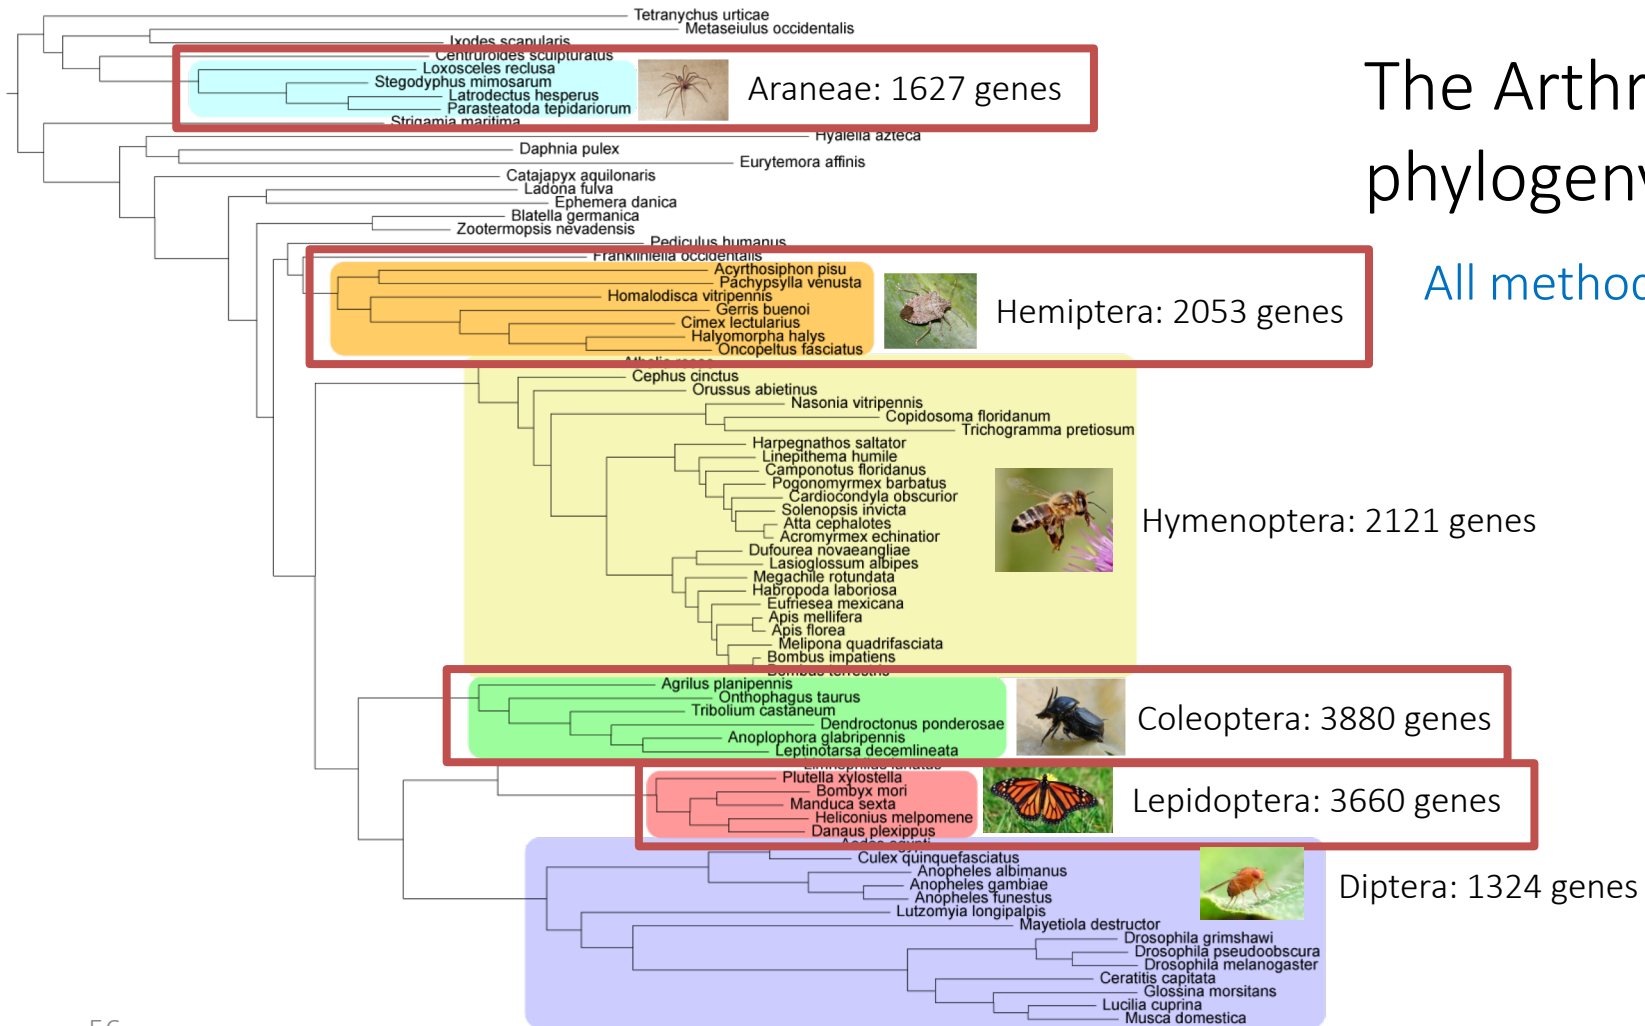 Tetranychus urticae
Metaseiulus occidentalis
Ixodes scapularis
Centruroides sculpturatus
Loxosceles reclusa
Stegodyphus mimosarum
Latrodectus hesperus
Parasteatoda tepidariorum
Araneae: 1627 genes
The Arthr
Strigamia maritima
Hyalella azteca
Daphnia pulex
Eurytemora affinis
phylogeny
Catajapyx aquilonaris
Ladona fulva
Ephemera danica
Blatella germanica
Zootermopsis nevadensis
Pediculus humanus
Frankliniella occidentalis
All method
Acyrthosiphon pisu
Pachypsylla venusta
Homalodisca vitripennis
Gerris buenoi
Cimex lectularius
Halyomorpha halys
Oncopeltus fasciatus
Hemiptera: 2053 genes
Cephus cinctus
Orussus abietinus
Nasonia vitripennis
Copidosoma floridanum
Trichogramma pretiosum
Harpegnathos saltator
Linepithema humile
Camponotus floridanus
Pogonomyrmex barbatus
Cardiocondyla obscurior
Solenopsis invicta
Atta cephalotes
Acromyrmex echinatior
Hymenoptera: 2121 genes
Dufourea novaeangliae
Lasioglossum albipes
Megachile rotundata
Habropoda laboriosa
Eufriesea mexicana
Apis mellifera
Apis florea
Melipona quadrifasciata
Bombus impatiens
Bombus terrestris
Agrilus planipennis
Onthophagus taurus
Tribolium castaneum
Dendroctonus ponderosae
Anoplophora glabripennis
Leptinotarsa decemlineata
Coleoptera: 3880 genes
Plutella xylostella
Bombyx mori
Manduca sexta
Heliconius melpomene
Danaus plexippus
Lepidoptera: 3660 genes
Culex quinquefasciatus
Anopheles albimanus
Anopheles gambiae
Anopheles funestus
Diptera: 1324 genes
Lutzomyia longipalpis
Mayetiola destructor
Drosophila grimshawi
Drosophila pseudoobscura
Drosophila melanogaster
Ceratitis capitata
Glossina morsitans
Lucilia cuprina
Musca domestica
56